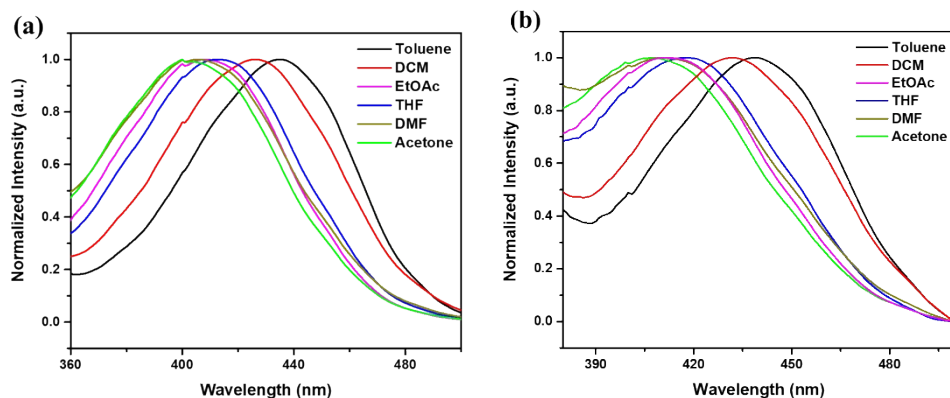 (a)
Normalized Intensity (a.u.)
1.0
0.8
0.6
0.4
0.2
0.0
360
400
440
480
Wavelength (nm)
Toluene
DCM
EtOAc
THF
DMF
Acetone
(b)
Normalized Intensity (a.u.)
1.0
0.8
0.6
0.4
0.2
0.0
390
420
450
480
Wavelength (nm)
Toluene
DCM
EtOAc
THF
DMF
Acetone